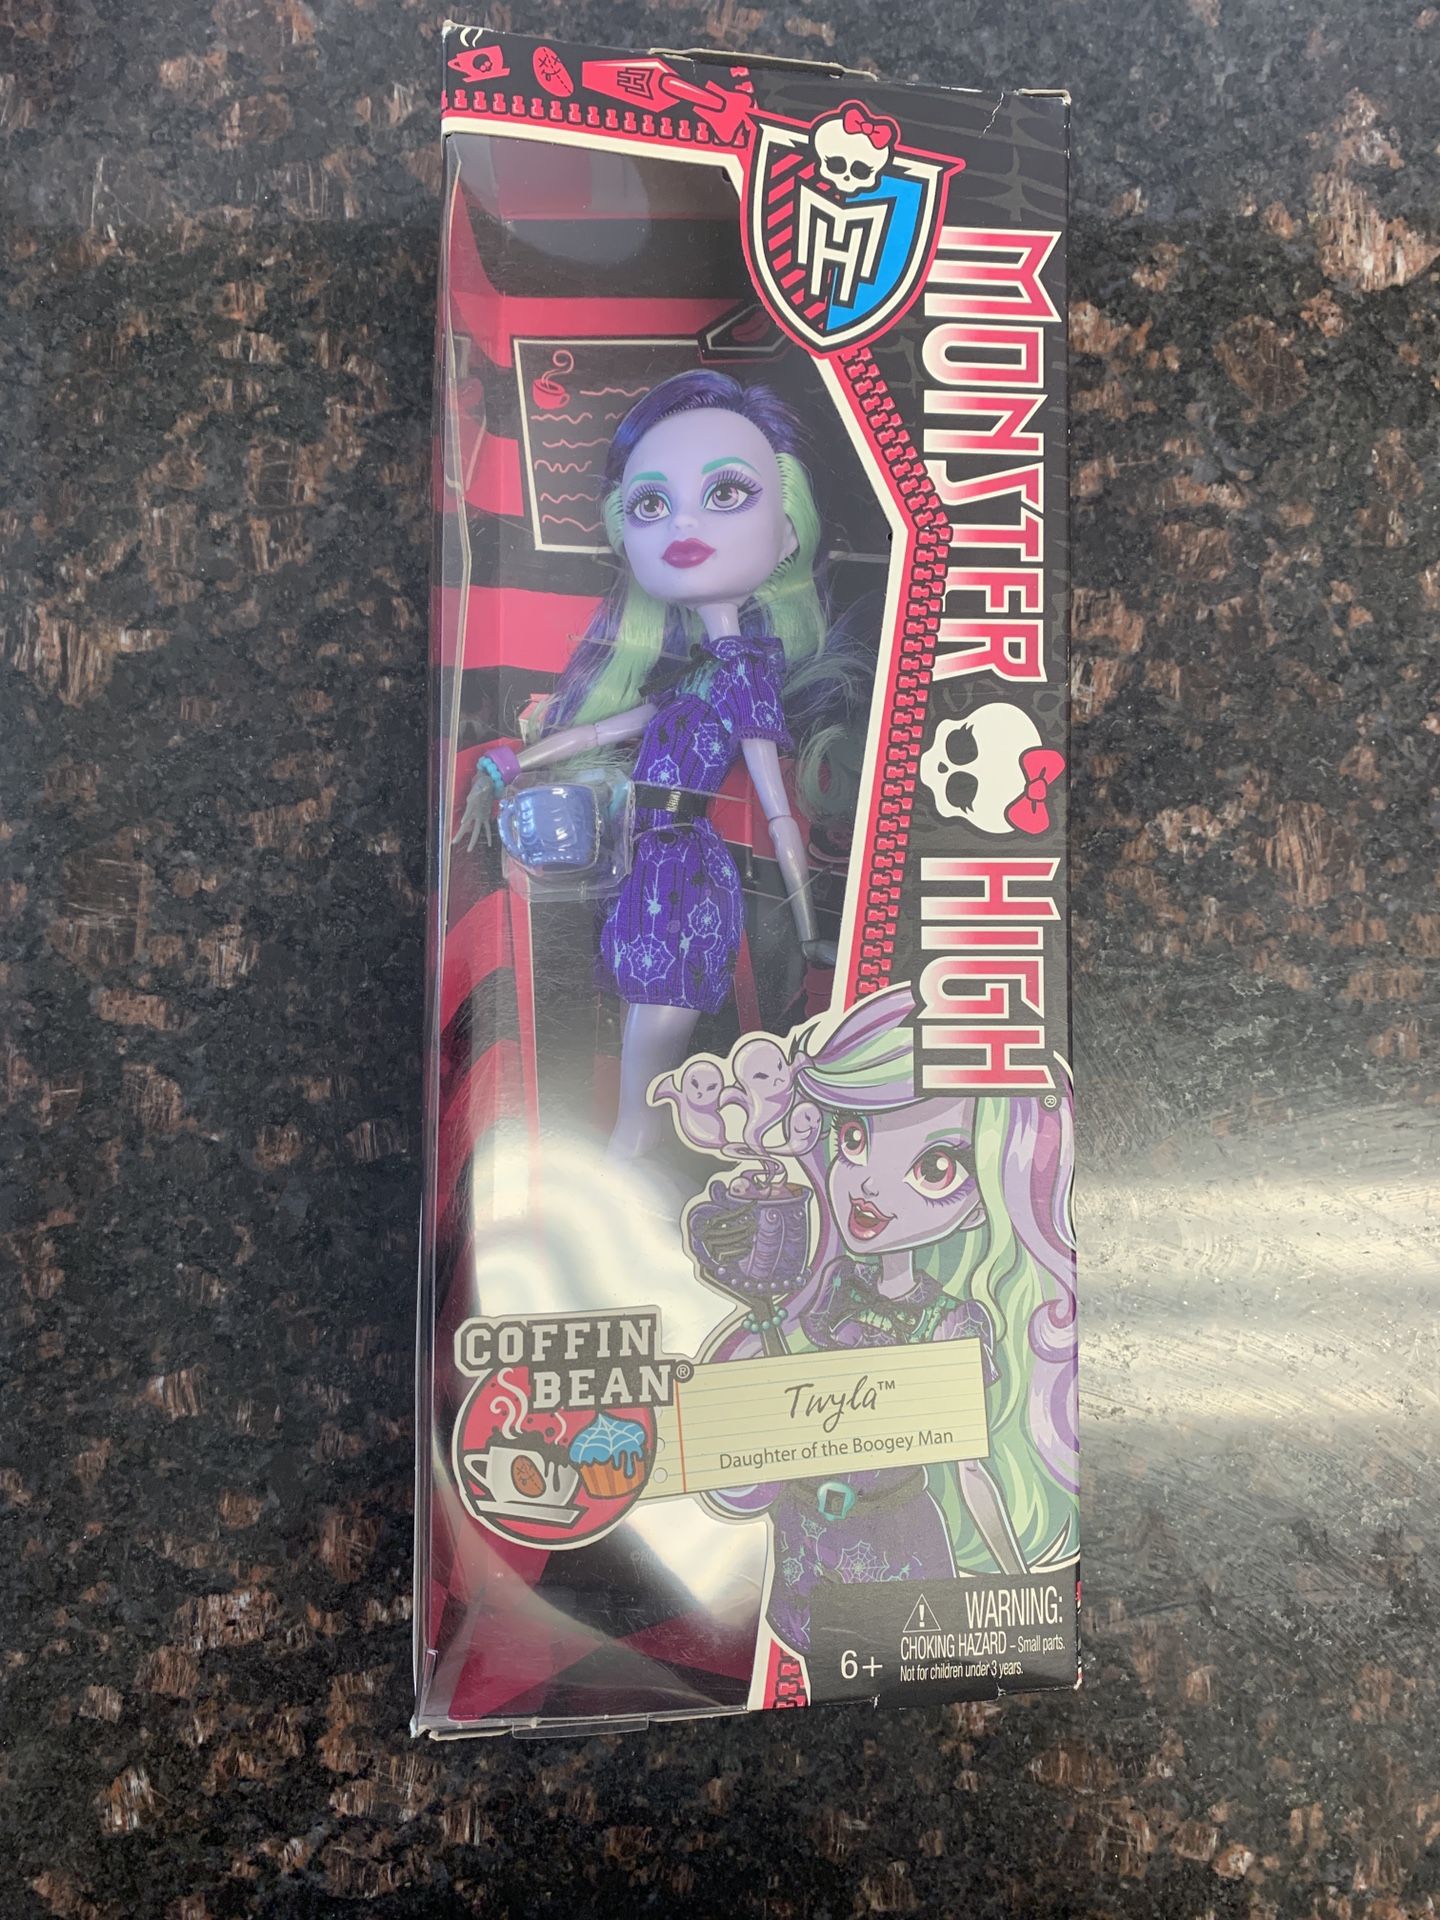 MH
MONSTER HIGH®
COFFIN
BEAN®
Twyla™
Daughter of the Boogey Man
6+
WARNING:
CHOKING HAZARD – Small parts.
Not for children under 3 years.